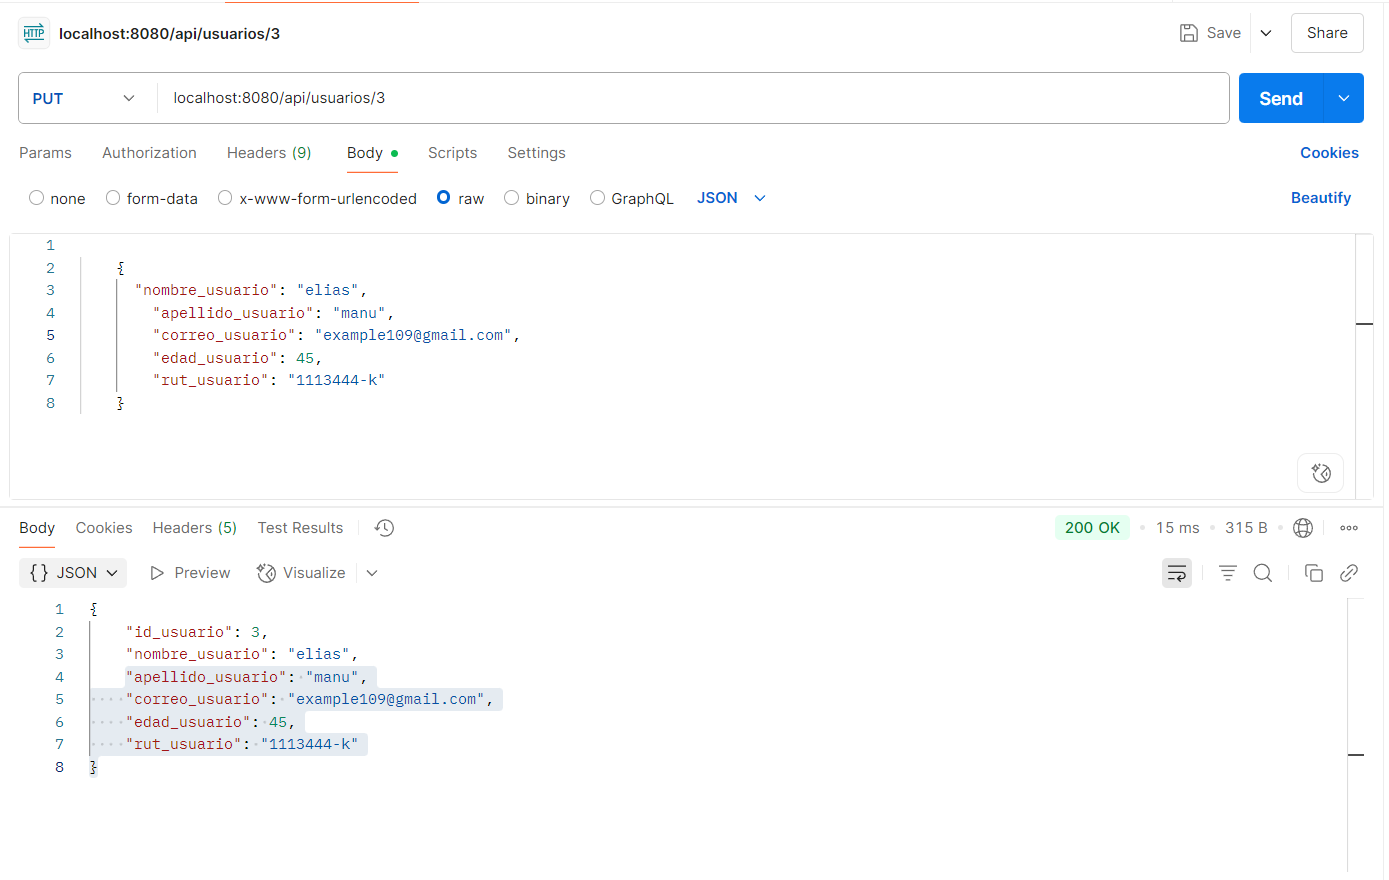 HTTP localhost:8080/api/usuarios/3 Save Share
PUT localhost:8080/api/usuarios/3 Send
Params Authorization Headers (9) Body Scripts Settings Cookies
none form-data x-www-form-urlencoded raw binary GraphQL JSON Beautify
1
2 {
3 "nombre_usuario": "elias",
4 "apellido_usuario": "manu",
5 "correo_usuario": "example109@gmail.com",
6 "edad_usuario": 45,
7 "rut_usuario": "1113444-k"
8 }
Body Cookies Headers (5) Test Results 200 OK 15 ms 315 B
{} JSON Preview Visualize
1 {
2 "id_usuario": 3,
3 "nombre_usuario": "elias",
4 "apellido_usuario": "manu",
5 "correo_usuario": "example109@gmail.com",
6 "edad_usuario": 45,
7 "rut_usuario": "1113444-k"
8 }